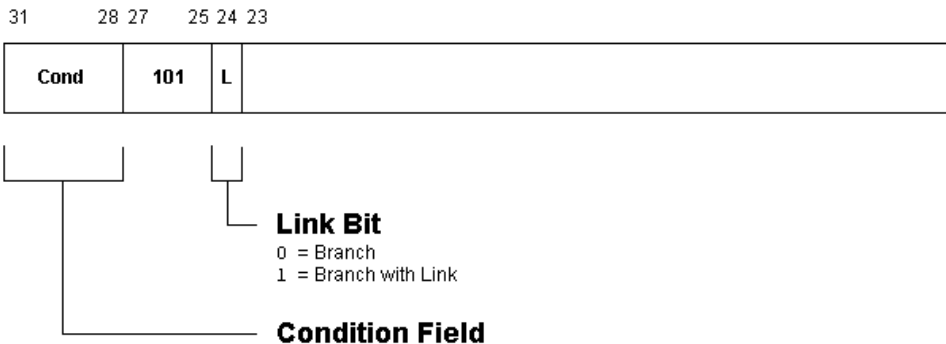 31 28 27 25 24 23
Cond 101 L
Link Bit
0 = Branch
1 = Branch with Link
Condition Field